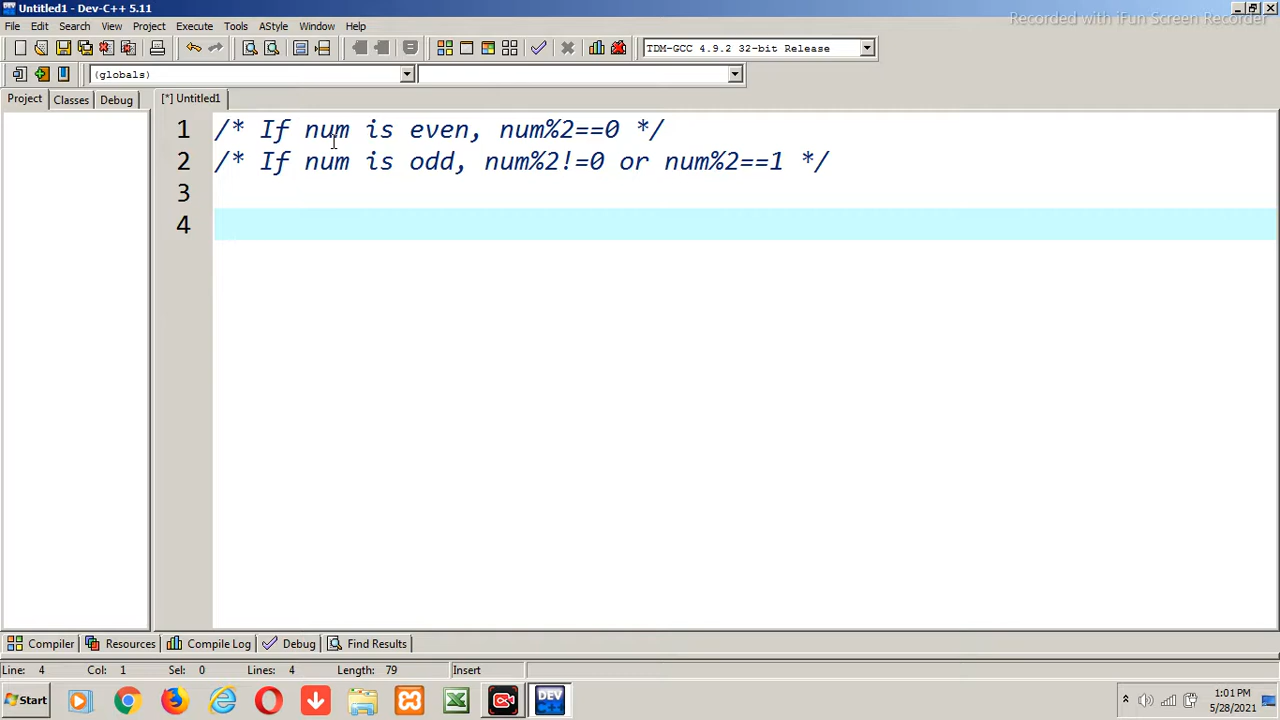 Untitled1 - Dev-C++ 5.11
Recorded with iFun Screen Recorder
File Edit Search View Project Execute Tools AStyle Window Help
TDM-GCC 4.9.2 32-bit Release
(globals)
Project Classes Debug [*] Untitled1
1 /* If num is even, num%2==0 */
2 /* If num is odd, num%2!=0 or num%2==1 */
3
4
Compiler Resources Compile Log Debug Find Results
Line: 4 Col: 1 Sel: 0 Lines: 4 Length: 79 Insert
Start DEV C++ 1:01 PM
5/28/2021